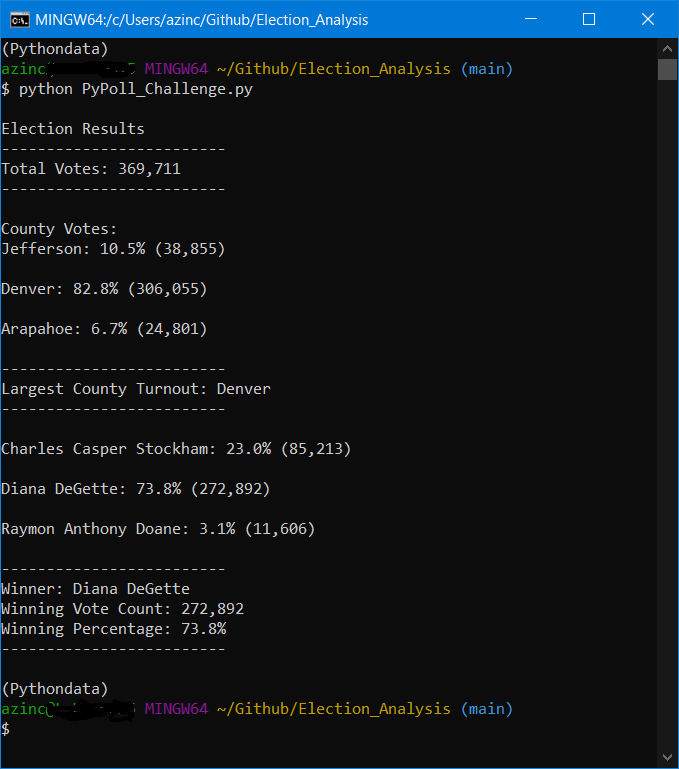 MINGW64:/c/Users/azinc/Github/Election_Analysis
(Pythondata)
azinc@ MINGW64 ~/Github/Election_Analysis (main)
$ python PyPoll_Challenge.py
Election Results
-------------------------
Total Votes: 369,711
-------------------------
County Votes:
Jefferson: 10.5% (38,855)
Denver: 82.8% (306,055)
Arapahoe: 6.7% (24,801)
-------------------------
Largest County Turnout: Denver
-------------------------
Charles Casper Stockham: 23.0% (85,213)
Diana DeGette: 73.8% (272,892)
Raymon Anthony Doane: 3.1% (11,606)
-------------------------
Winner: Diana DeGette
Winning Vote Count: 272,892
Winning Percentage: 73.8%
-------------------------
(Pythondata)
azinc@ MINGW64 ~/Github/Election_Analysis (main)
$